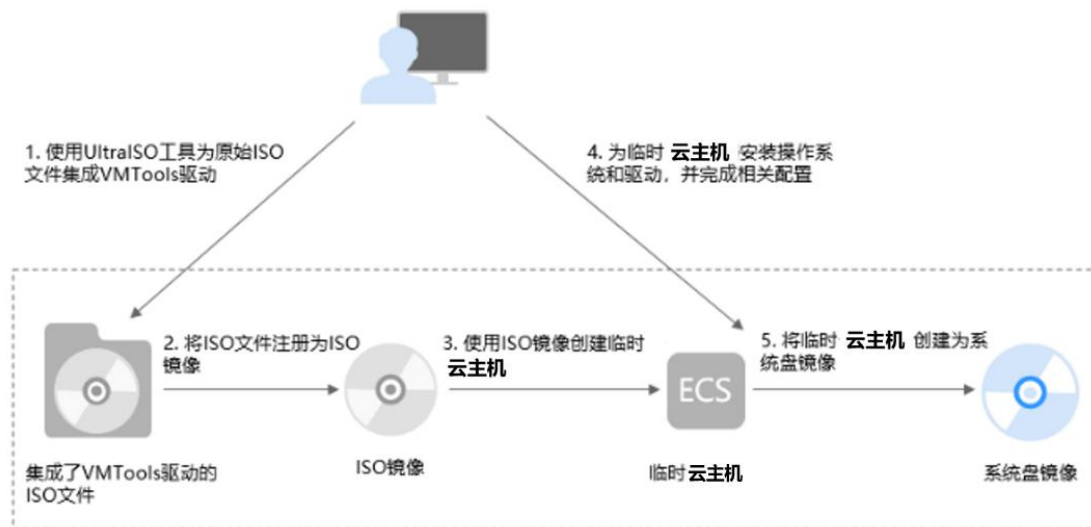 1. 使用UltraISO工具为原始ISO
文件集成VMTools驱动
4. 为临时 云主机 安装操作系
统和驱动，并完成相关配置
2. 将ISO文件注册为ISO
镜像
3. 使用ISO镜像创建临时
云主机
5. 将临时 云主机 创建为系
统盘镜像
ECS
集成了VMTools驱动的
ISO文件
ISO镜像
临时云主机
系统盘镜像